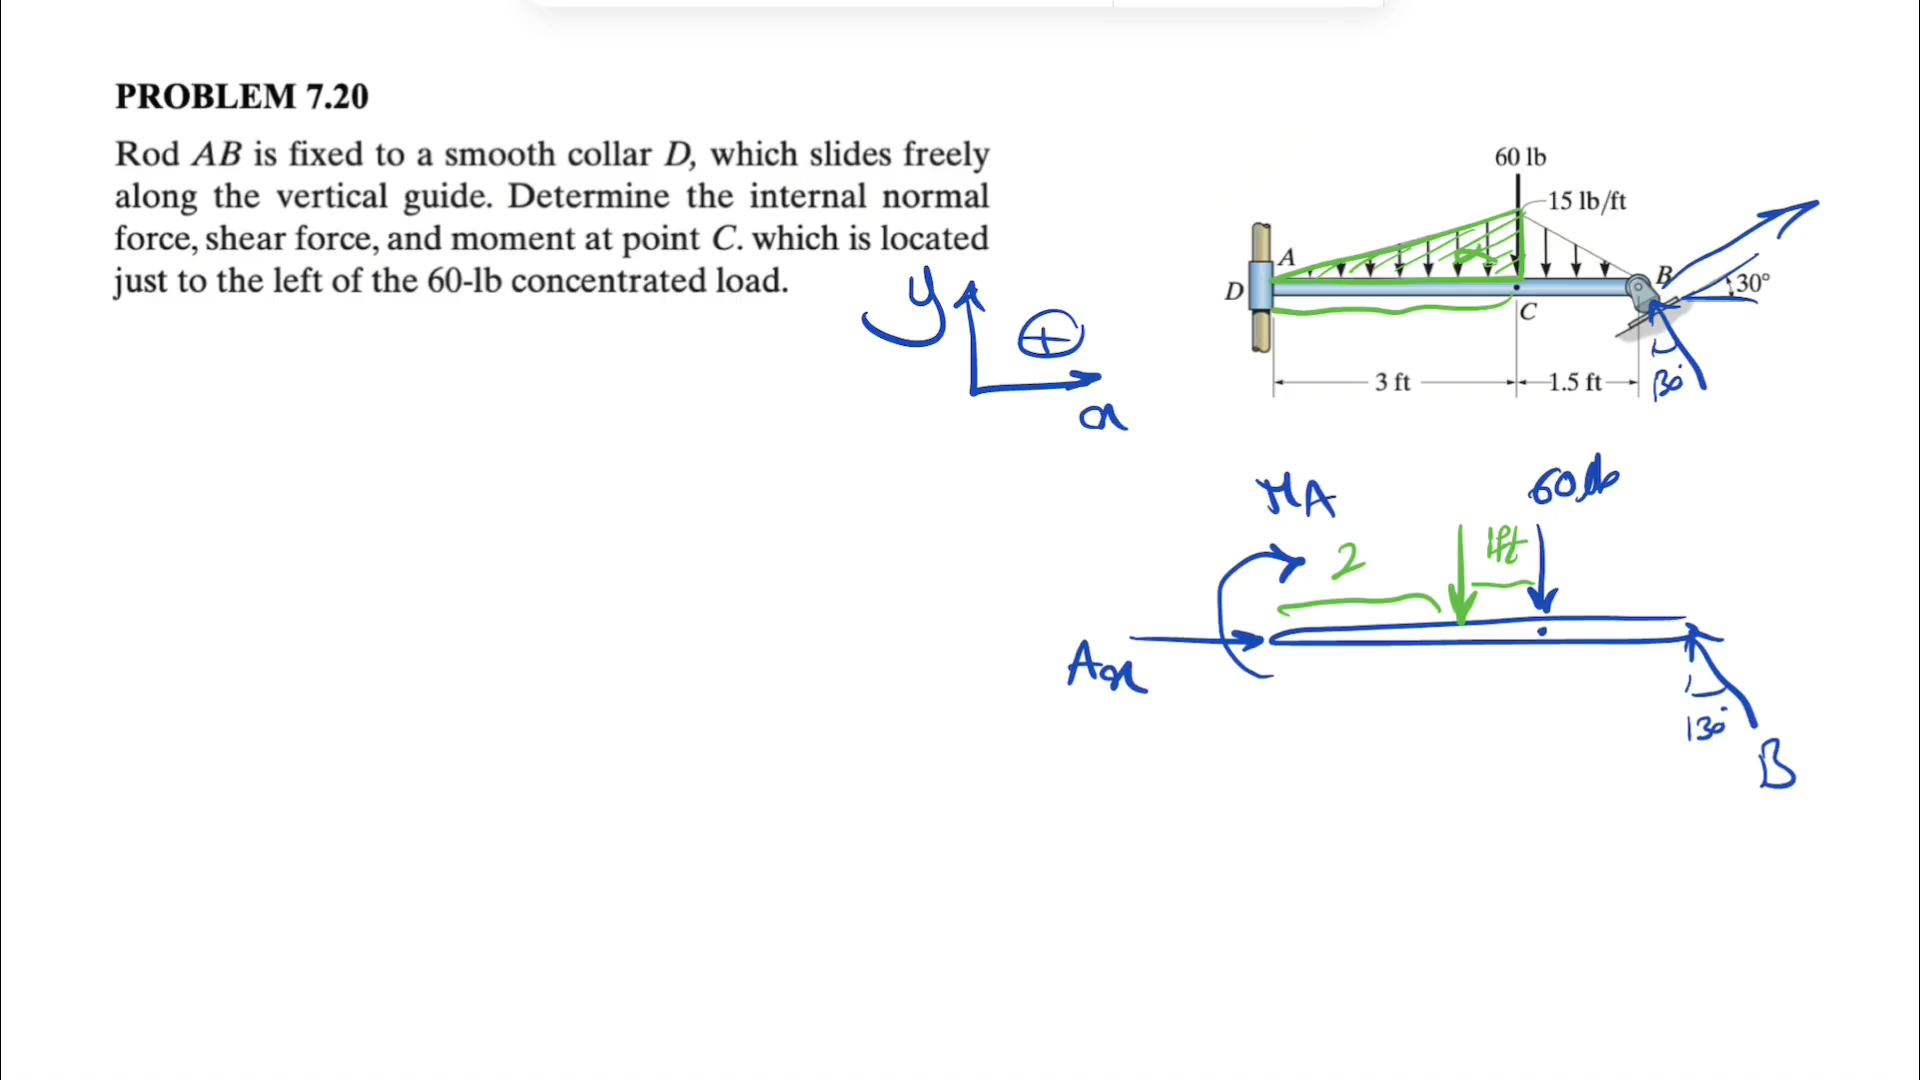 PROBLEM 7.20
Rod AB is fixed to a smooth collar D, which slides freely
along the vertical guide. Determine the internal normal
force, shear force, and moment at point C. which is located
just to the left of the 60-lb concentrated load.
60 lb
15 lb/ft
A
B
30°
D
C
3 ft
1.5 ft
30°
y
+
x
MA
60 lb
2
1ft
Ax
30°
B